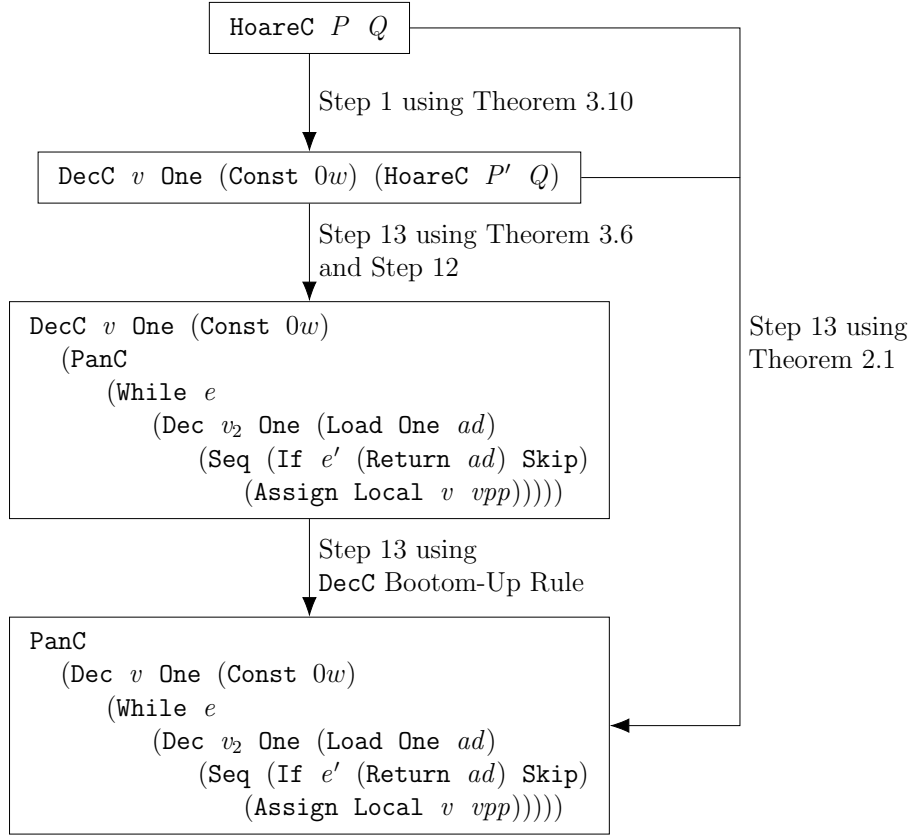 HoareC P Q
Step 1 using Theorem 3.10
DecC v One (Const 0w) (HoareC P′ Q)
Step 13 using Theorem 3.6
and Step 12
DecC v One (Const 0w)
(PanC
(While e
(Dec v₂ One (Load One ad)
(Seq (If e′ (Return ad) Skip)
(Assign Local v vpp)))))
Step 13 using
Theorem 2.1
Step 13 using
DecC Bootom-Up Rule
PanC
(Dec v One (Const 0w)
(While e
(Dec v₂ One (Load One ad)
(Seq (If e′ (Return ad) Skip)
(Assign Local v vpp)))))